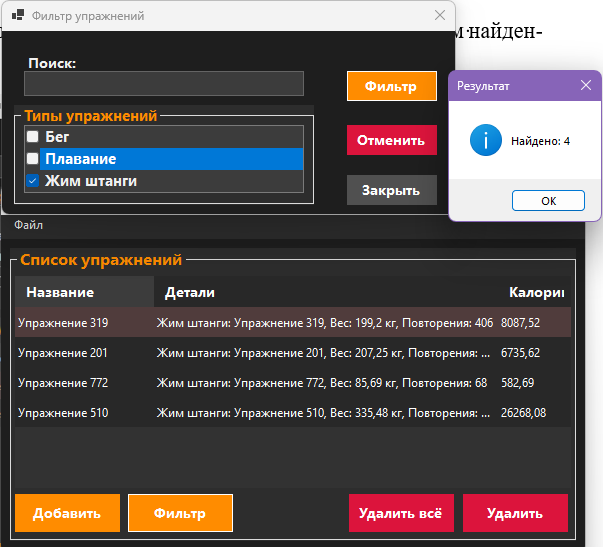 Фильтр упражнений
м·найден-
Поиск:
Фильтр
Результат
Типы упражнений
Бег
Плавание
Жим штанги
Отменить
Закрыть
Найдено: 4
OK
Файл
Список упражнений
Название Детали Калории
Упражнение 319 Жим штанги: Упражнение 319, Вес: 199,2 кг, Повторения: 406 8087,52
Упражнение 201 Жим штанги: Упражнение 201, Вес: 207,25 кг, Повторения: ... 6735,62
Упражнение 772 Жим штанги: Упражнение 772, Вес: 85,69 кг, Повторения: 68 582,69
Упражнение 510 Жим штанги: Упражнение 510, Вес: 335,48 кг, Повторения: ... 26268,08
Добавить Фильтр Удалить всё Удалить